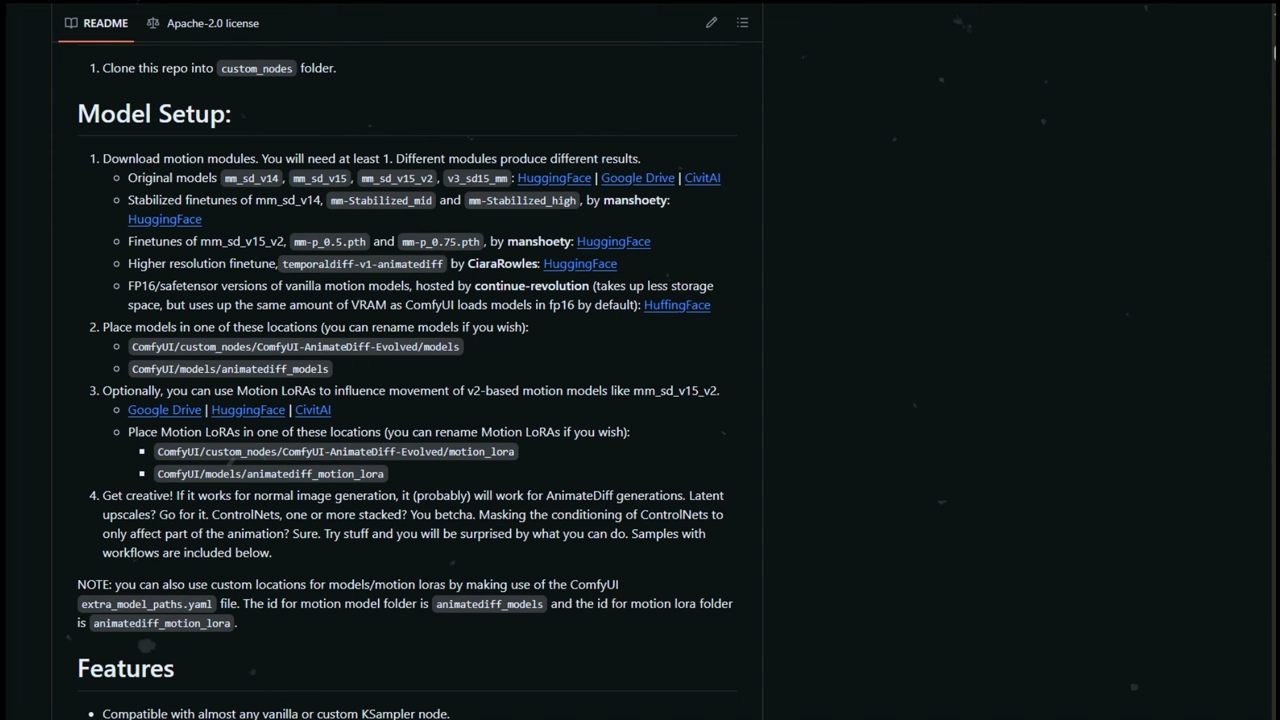 README Apache-2.0 license
1. Clone this repo into custom_nodes folder.
Model Setup:
1. Download motion modules. You will need at least 1. Different modules produce different results.
Original models mm_sd_v14, mm_sd_v15, mm_sd_v15_v2, v3_sd15_mm: HuggingFace | Google Drive | CivitAI
Stabilized finetunes of mm_sd_v14, mm-Stabilized_mid and mm-Stabilized_high, by manshoety:
HuggingFace
Finetunes of mm_sd_v15_v2, mm-p_0.5.pth and mm-p_0.75.pth, by manshoety: HuggingFace
Higher resolution finetune, temporaldiff-v1-animatediff by CiaraRowles: HuggingFace
FP16/safetensor versions of vanilla motion models, hosted by continue-revolution (takes up less storage
space, but uses up the same amount of VRAM as ComfyUI loads models in fp16 by default): HuffingFace
2. Place models in one of these locations (you can rename models if you wish):
ComfyUI/custom_nodes/ComfyUI-AnimateDiff-Evolved/models
ComfyUI/models/animatediff_models
3. Optionally, you can use Motion LoRAs to influence movement of v2-based motion models like mm_sd_v15_v2.
Google Drive | HuggingFace | CivitAI
Place Motion LoRAs in one of these locations (you can rename Motion LoRAs if you wish):
ComfyUI/custom_nodes/ComfyUI-AnimateDiff-Evolved/motion_lora
ComfyUI/models/animatediff_motion_lora
4. Get creative! If it works for normal image generation, it (probably) will work for AnimateDiff generations. Latent
upscales? Go for it. ControlNets, one or more stacked? You betcha. Masking the conditioning of ControlNets to
only affect part of the animation? Sure. Try stuff and you will be surprised by what you can do. Samples with
workflows are included below.
NOTE: you can also use custom locations for models/motion loras by making use of the ComfyUI
extra_model_paths.yaml file. The id for motion model folder is animatediff_models and the id for motion lora folder
is animatediff_motion_lora.
Features
Compatible with almost any vanilla or custom KSampler node.